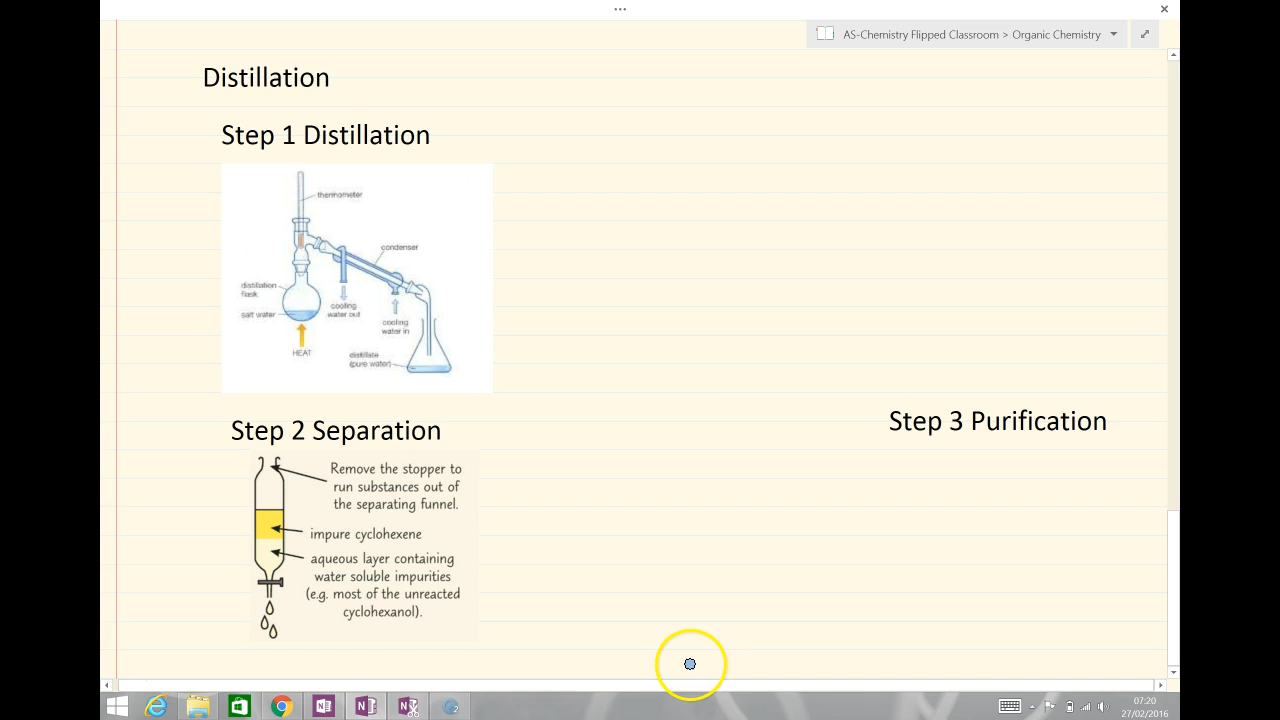 AS-Chemistry Flipped Classroom > Organic Chemistry
Distillation
Step 1 Distillation
thermometer
condenser
distillation
flask
salt water
cooling
water out
cooling
water in
HEAT
distillate
(pure water)
Step 2 Separation
Remove the stopper to
run substances out of
the separating funnel.
impure cyclohexene
aqueous layer containing
water soluble impurities
(e.g. most of the unreacted
cyclohexanol).
Step 3 Purification
07:20
27/02/2016